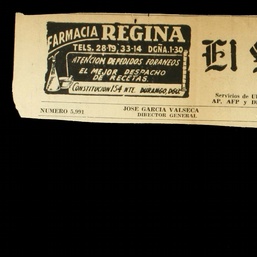 FARMACIA REGINA
TELS. 28-19, 33-14 DGÑA. 1-30
ATENCION DE PEDIDOS FORANEOS
EL MEJOR DESPACHO
DE RECETAS.
CONSTITUCION 154 NTE. DURANGO, DGO.
El
Servicios de
AP, AFP y
JOSE GARCIA VALSECA
DIRECTOR GENERAL
NUMERO 5,991